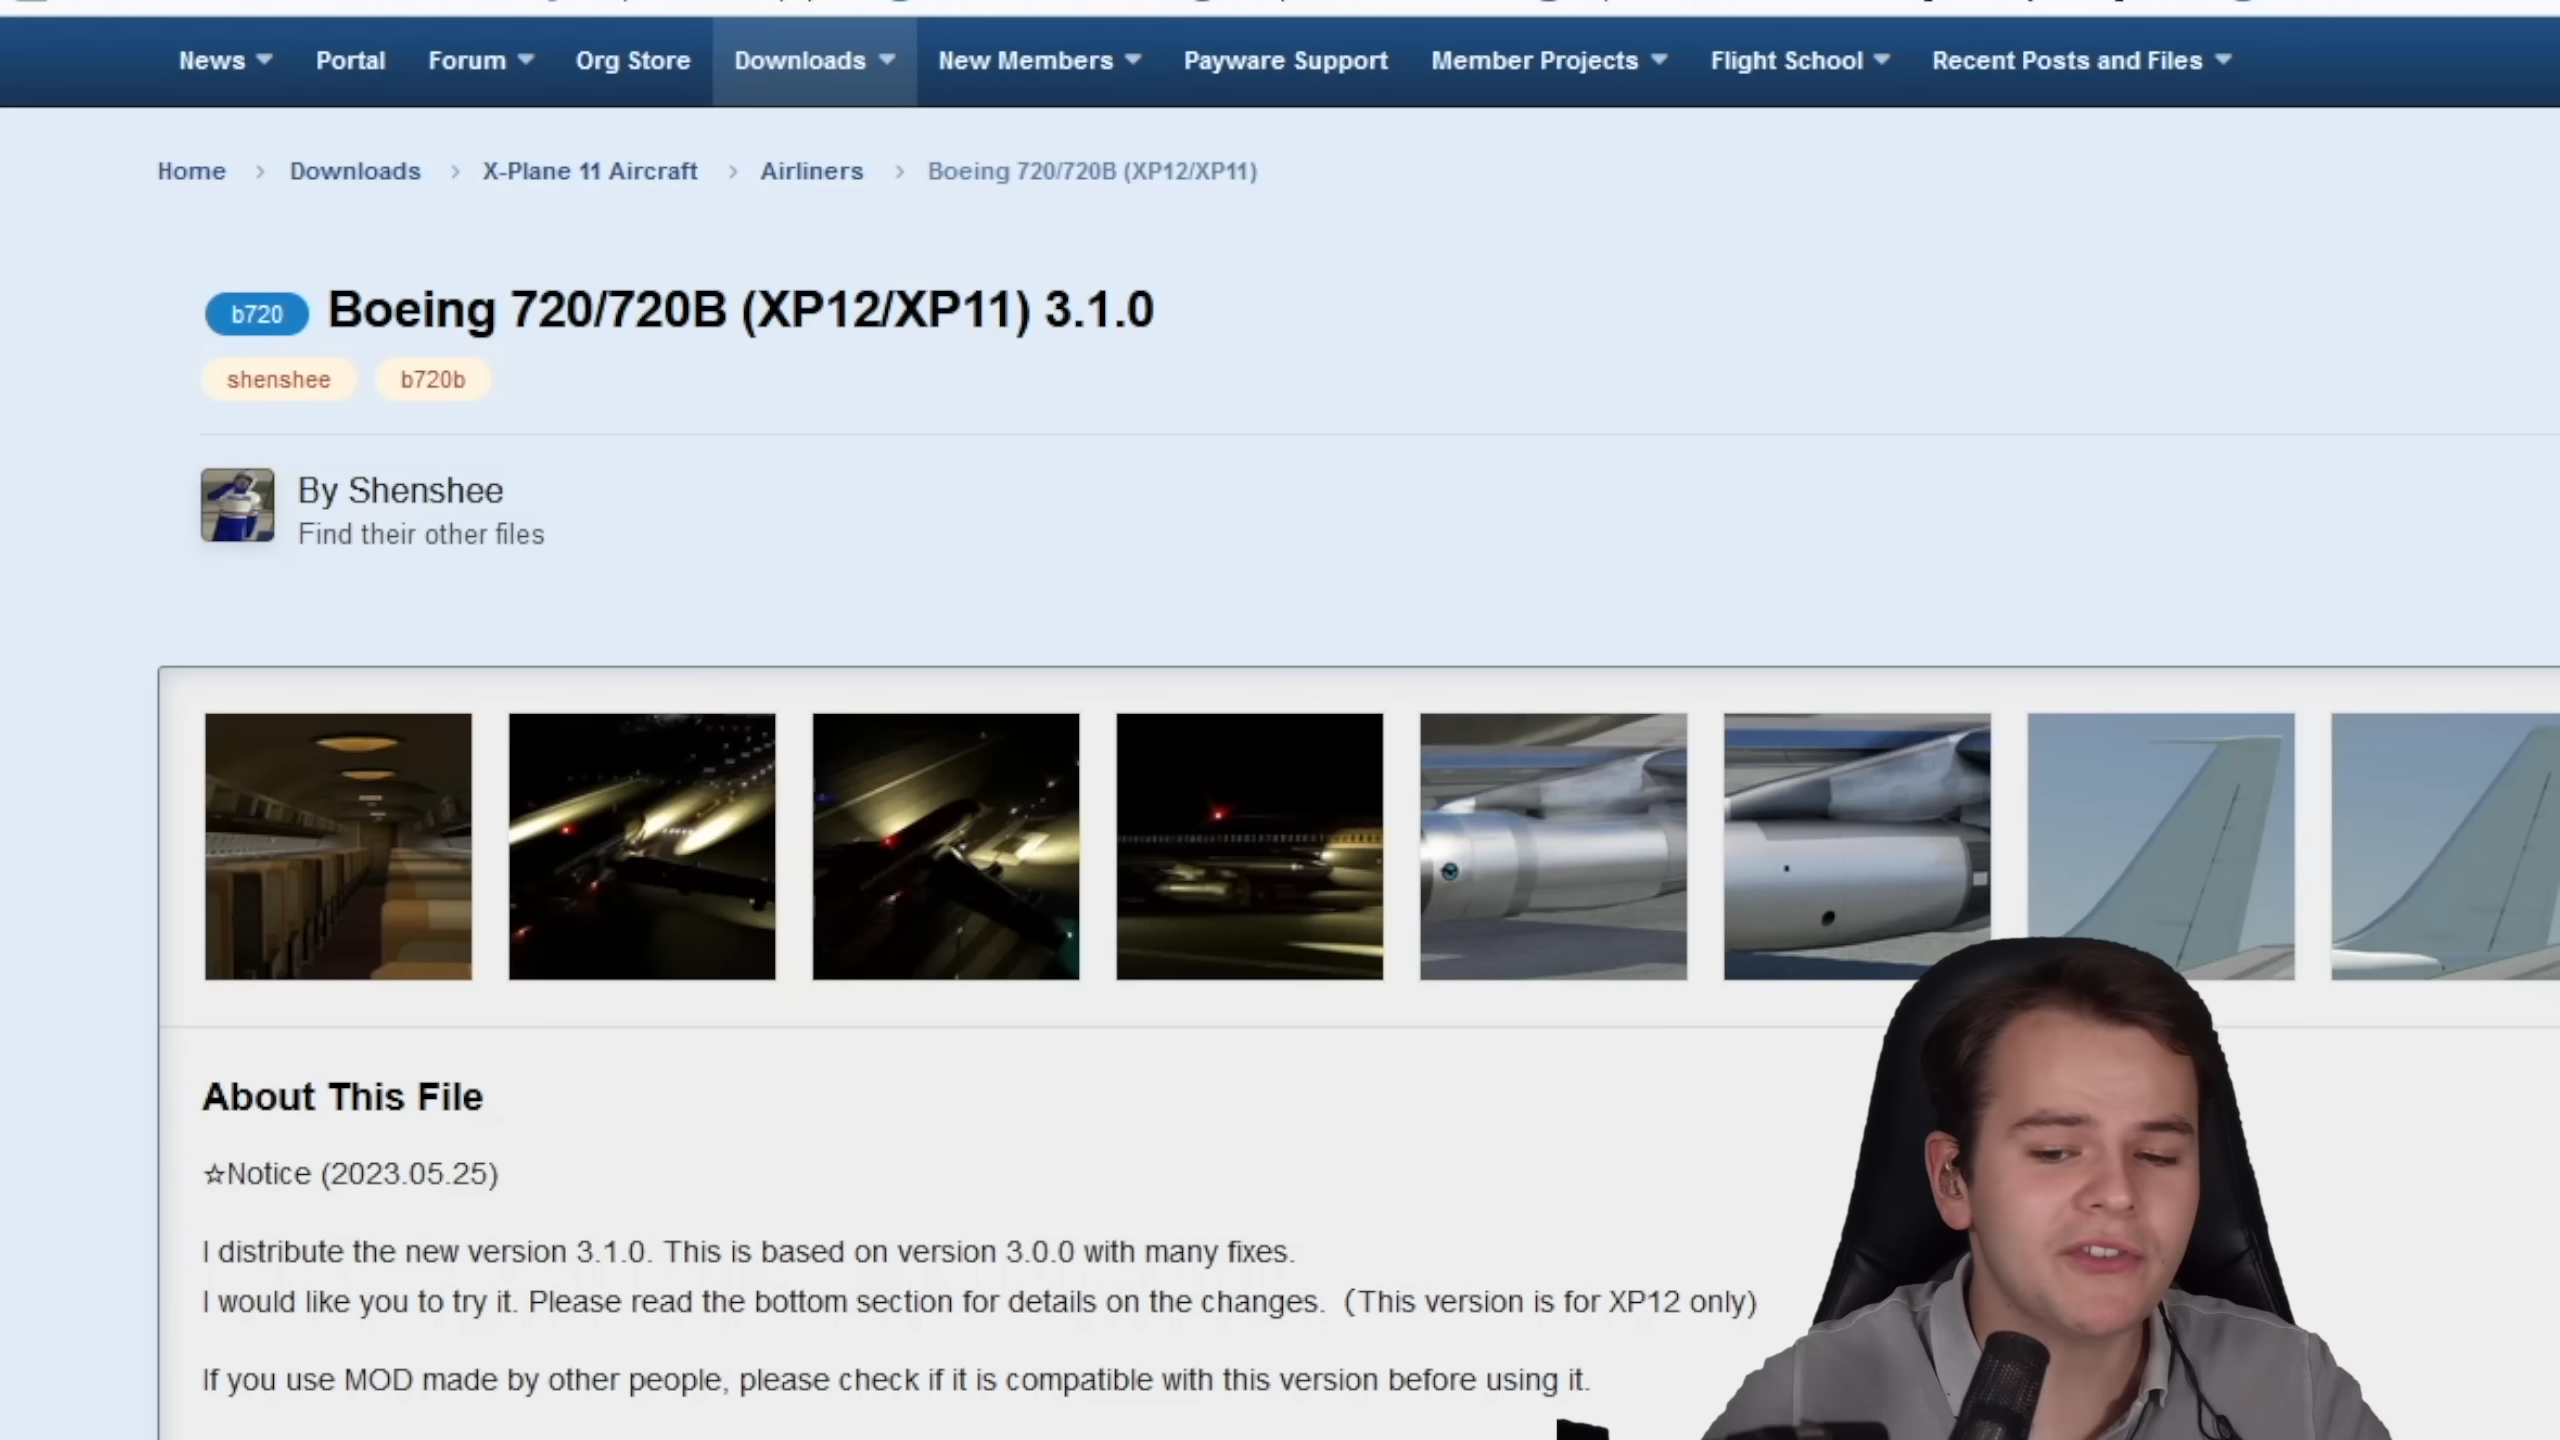 News Portal Forum Org Store Downloads New Members Payware Support Member Projects Flight School Recent Posts and Files
Home > Downloads > X-Plane 11 Aircraft > Airliners > Boeing 720/720B (XP12/XP11)
b720 Boeing 720/720B (XP12/XP11) 3.1.0
shenshee b720b
By Shenshee
Find their other files
About This File
☆Notice (2023.05.25)
I distribute the new version 3.1.0. This is based on version 3.0.0 with many fixes.
I would like you to try it. Please read the bottom section for details on the changes.（This version is for XP12 only)
If you use MOD made by other people, please check if it is compatible with this version before using it.